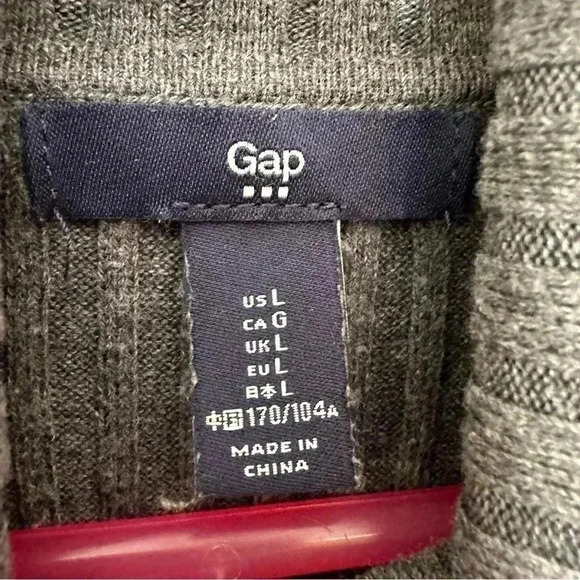 Gap
US L
CA G
UK L
EU L
日本 L
中国 170/104A
MADE IN
CHINA